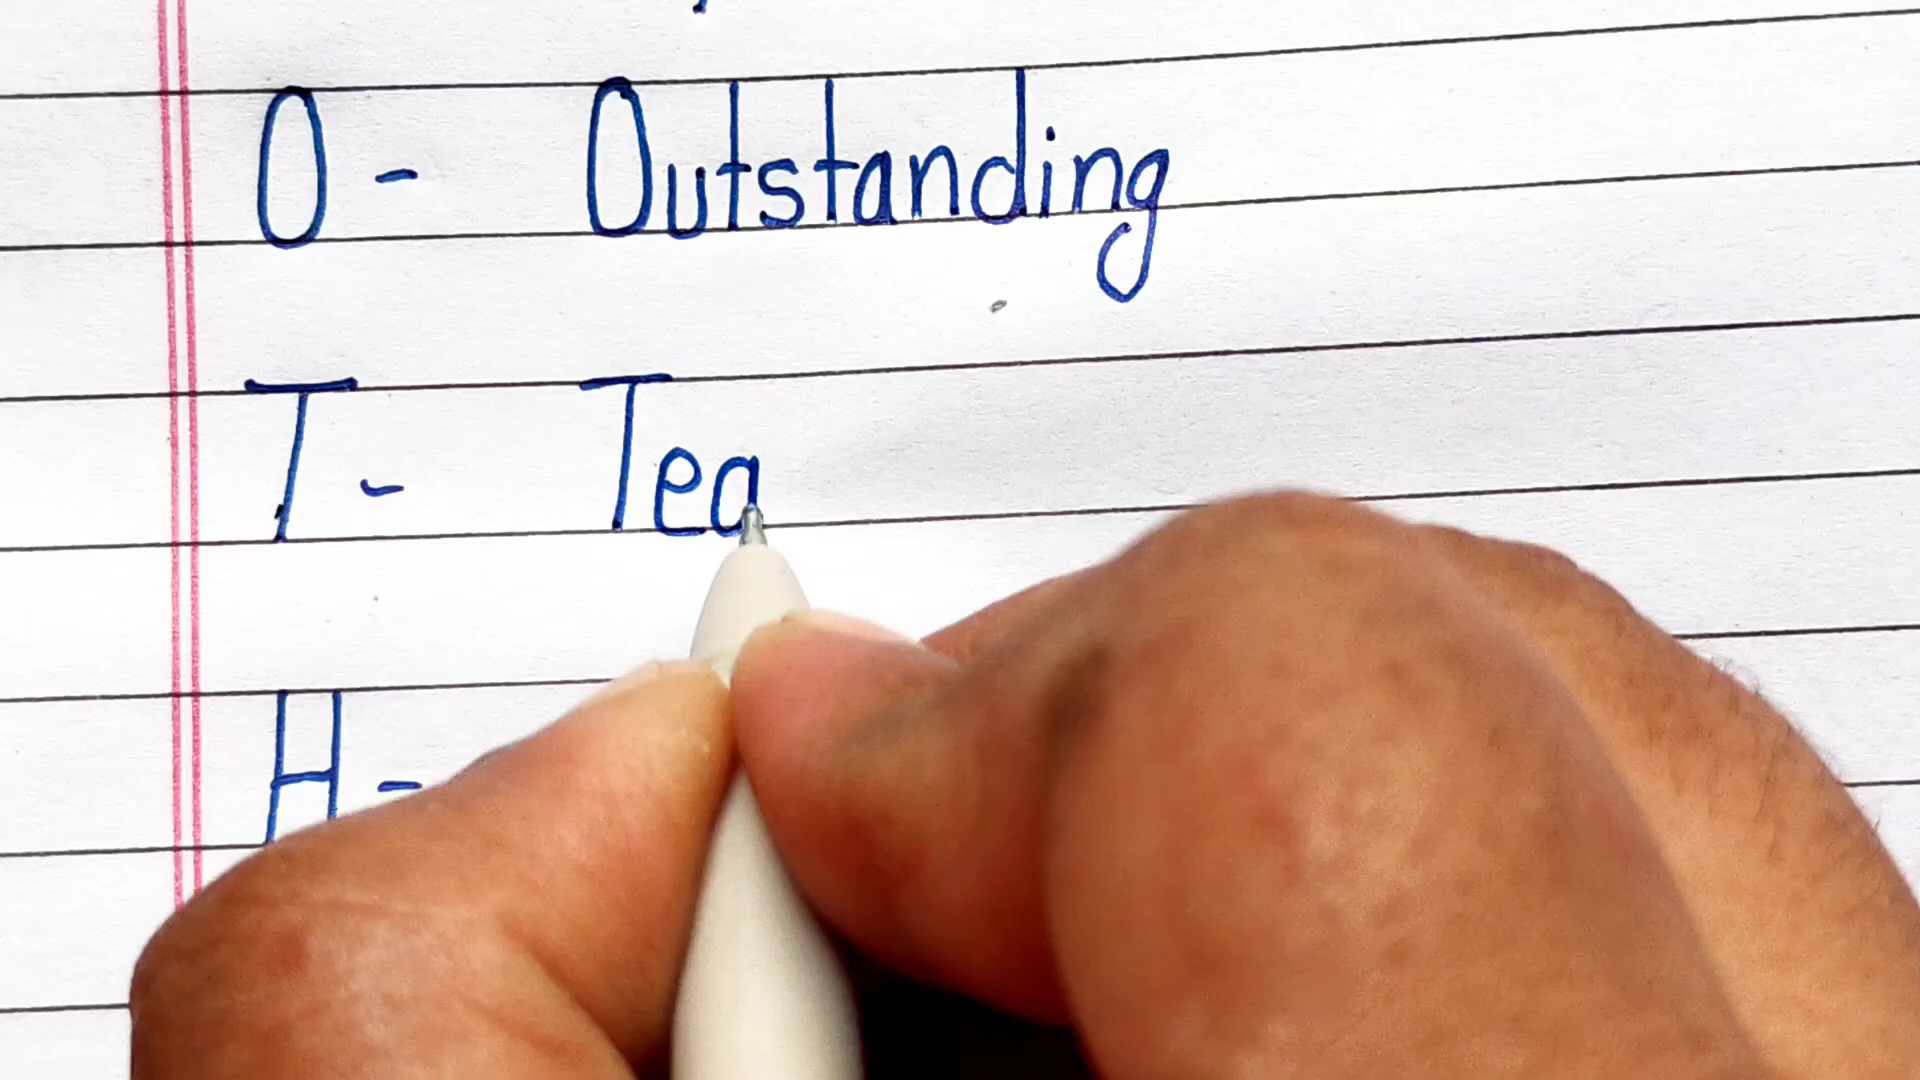 O - Outstanding
T - Tea
H -